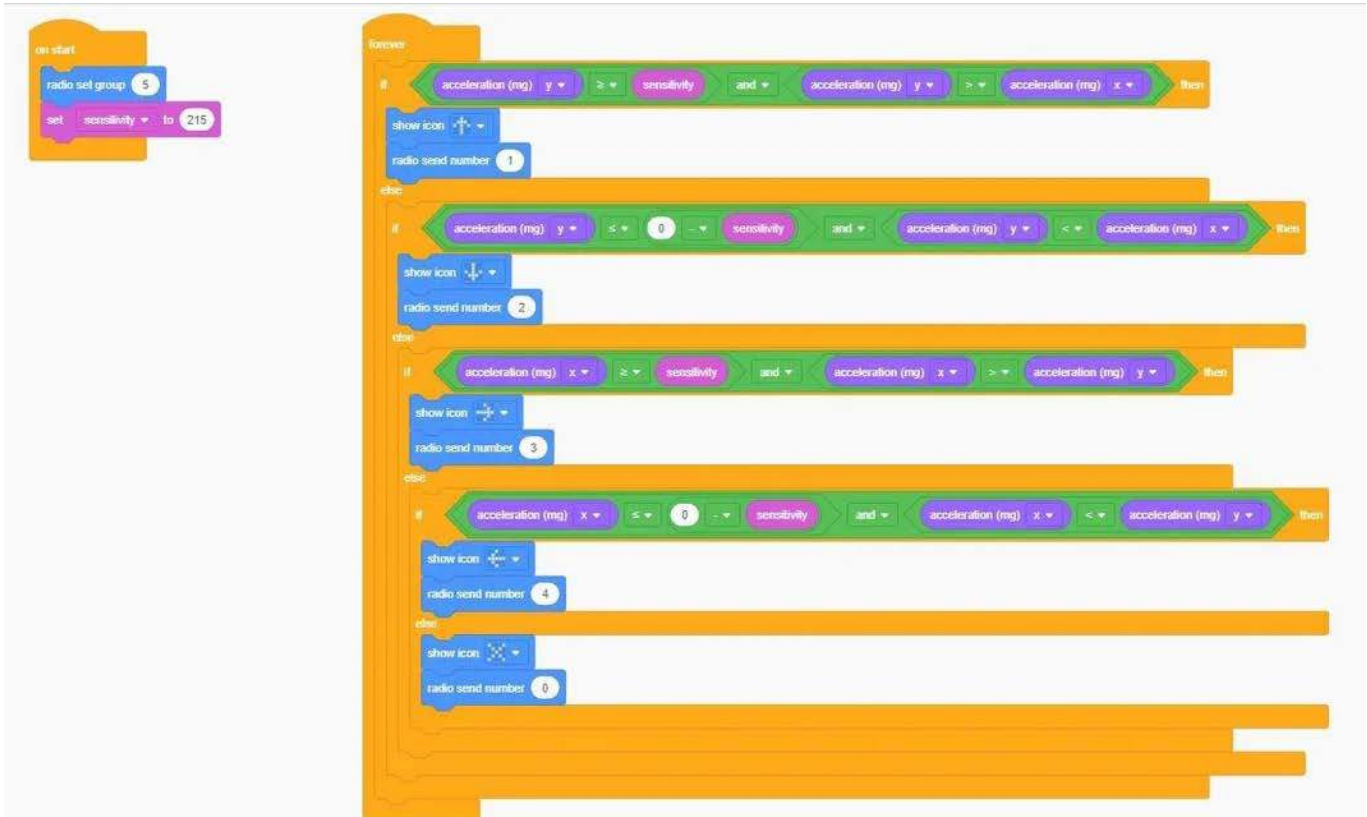 on start
radio set group 5
set sensitivity to 215
forever
if acceleration (mg) y ≥ sensitivity and acceleration (mg) y > acceleration (mg) x then
show icon
radio send number 1
else
if acceleration (mg) y ≤ 0 - sensitivity and acceleration (mg) y < acceleration (mg) x then
show icon
radio send number 2
else
if acceleration (mg) x ≥ sensitivity and acceleration (mg) x > acceleration (mg) y then
show icon
radio send number 3
else
if acceleration (mg) x ≤ 0 - sensitivity and acceleration (mg) x < acceleration (mg) y then
show icon
radio send number 4
else
show icon
radio send number 0